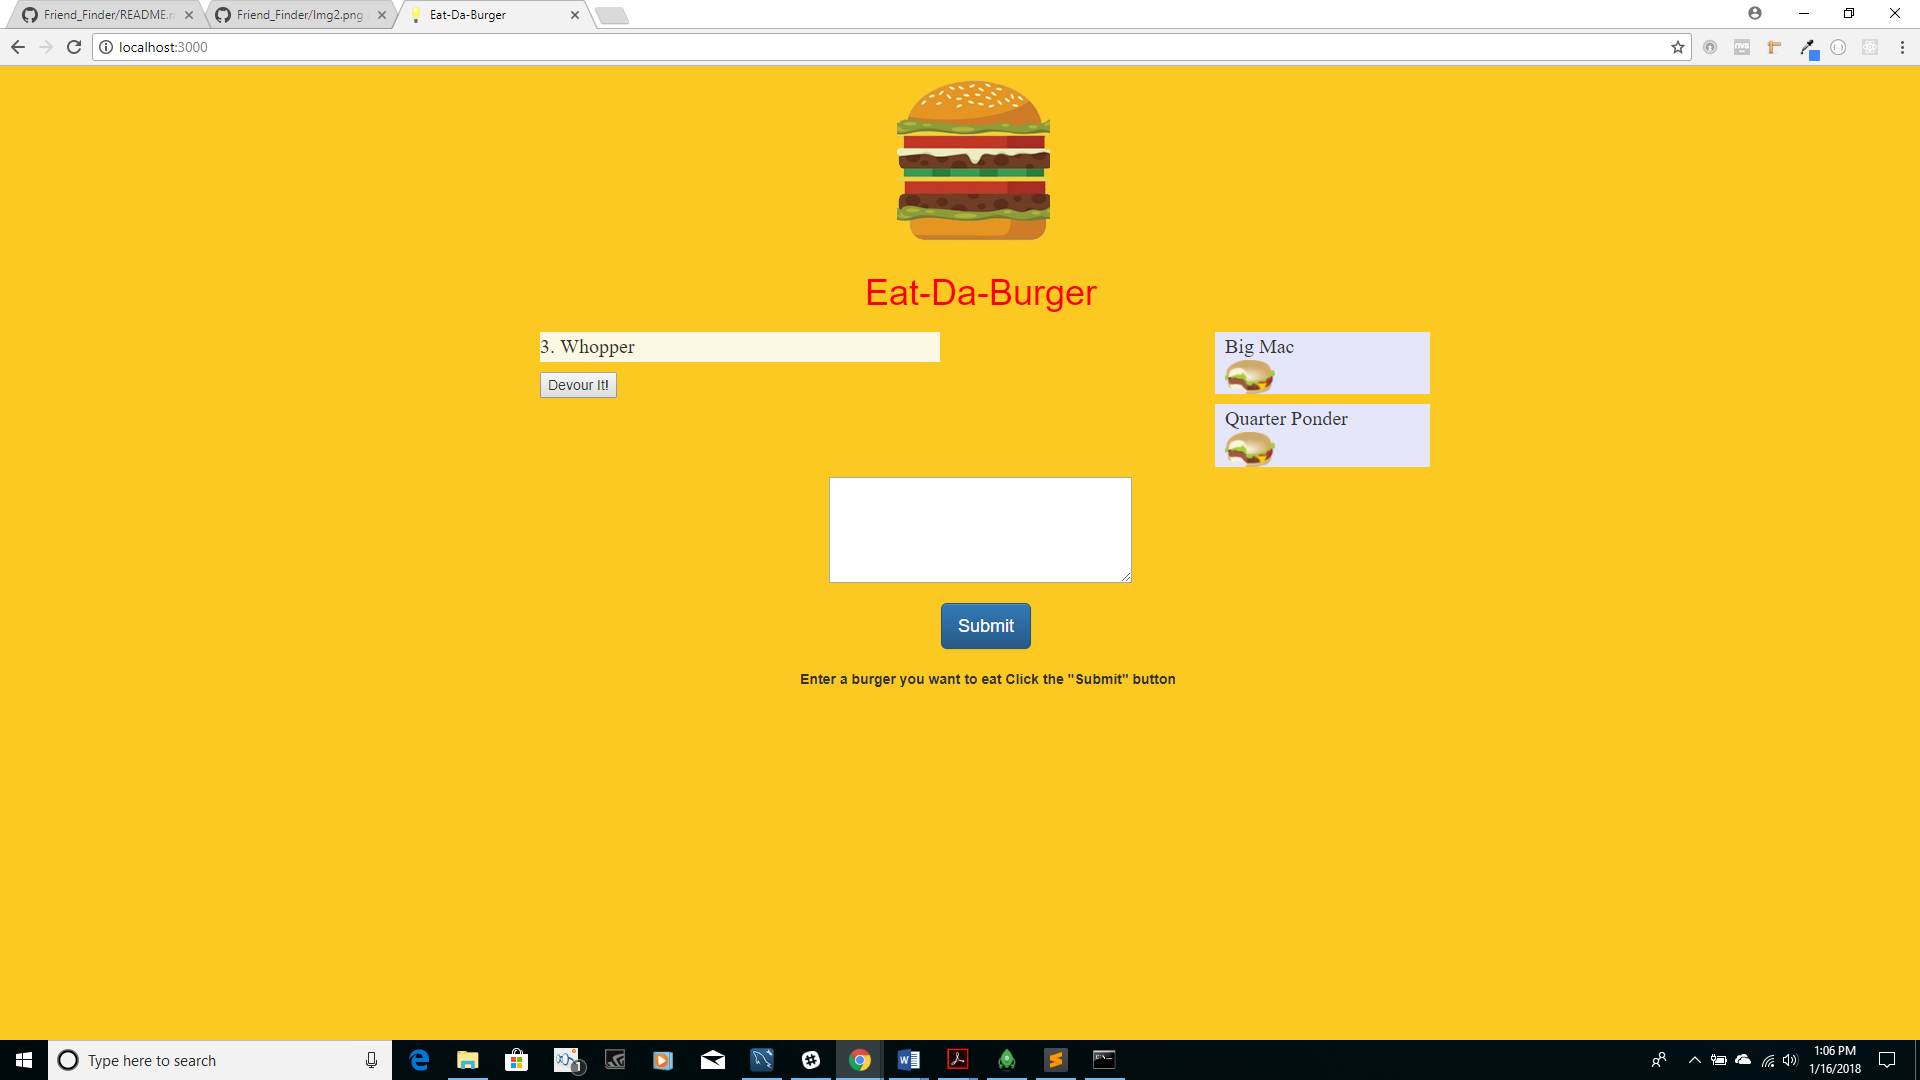 Friend_Finder/README.m
Friend_Finder/Img2.png
Eat-Da-Burger
localhost:3000
Eat-Da-Burger
3. Whopper
Devour It!
Big Mac
Quarter Ponder
Submit
Enter a burger you want to eat Click the "Submit" button
Type here to search
1
1:06 PM
1/16/2018